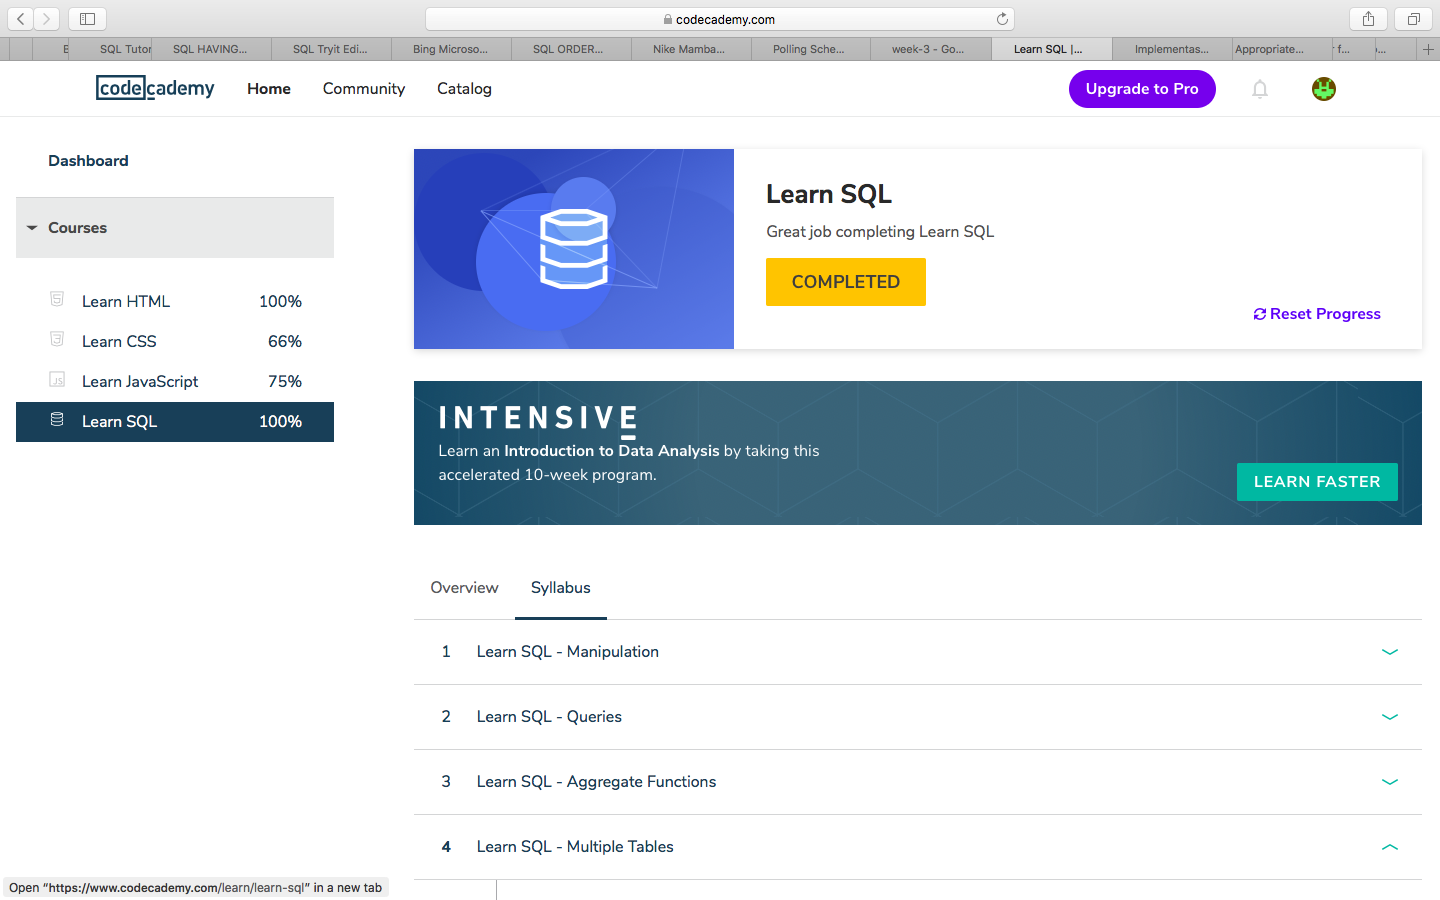 codecademy.com
SQL Tutor
SQL HAVING...
SQL Tryit Edi...
Bing Microso...
SQL ORDER...
Nike Mamba...
Polling Sche...
week-3 - Go...
Learn SQL |...
Implementas...
Appropriate...
codecademy
Home
Community
Catalog
Upgrade to Pro
Dashboard
Courses
Learn HTML 100%
Learn CSS 66%
JS
Learn JavaScript 75%
Learn SQL 100%
Learn SQL
Great job completing Learn SQL
COMPLETED
Reset Progress
INTENSIVE
Learn an Introduction to Data Analysis by taking this
accelerated 10-week program.
LEARN FASTER
Overview
Syllabus
1 Learn SQL - Manipulation
2 Learn SQL - Queries
3 Learn SQL - Aggregate Functions
4 Learn SQL - Multiple Tables
Open “https://www.codecademy.com/learn/learn-sql” in a new tab